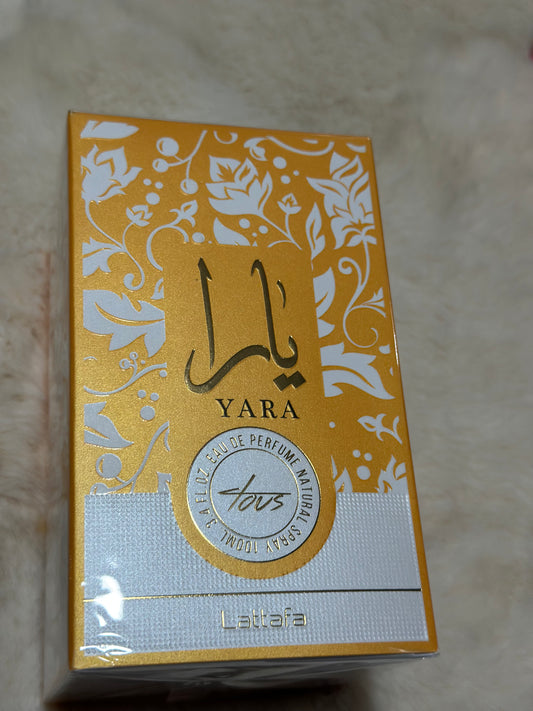 يارا
YARA
EAU DE PERFUME NATURAL SPRAY 100ML 3.4 FL.OZ.
tous
Lattafa